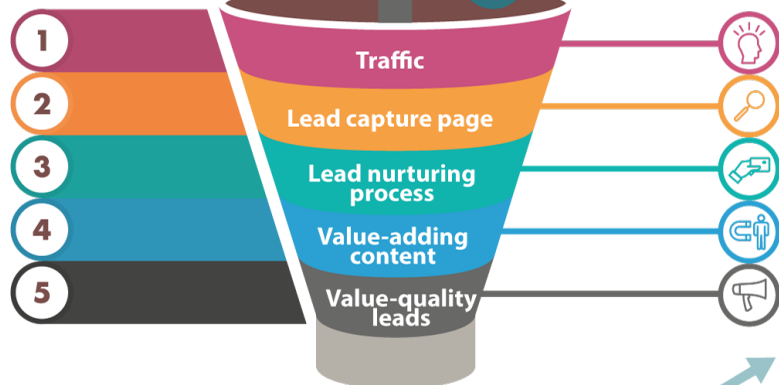 1
Traffic
2
Lead capture page
3
Lead nurturing
process
4
Value-adding
content
5
Value-quality
leads